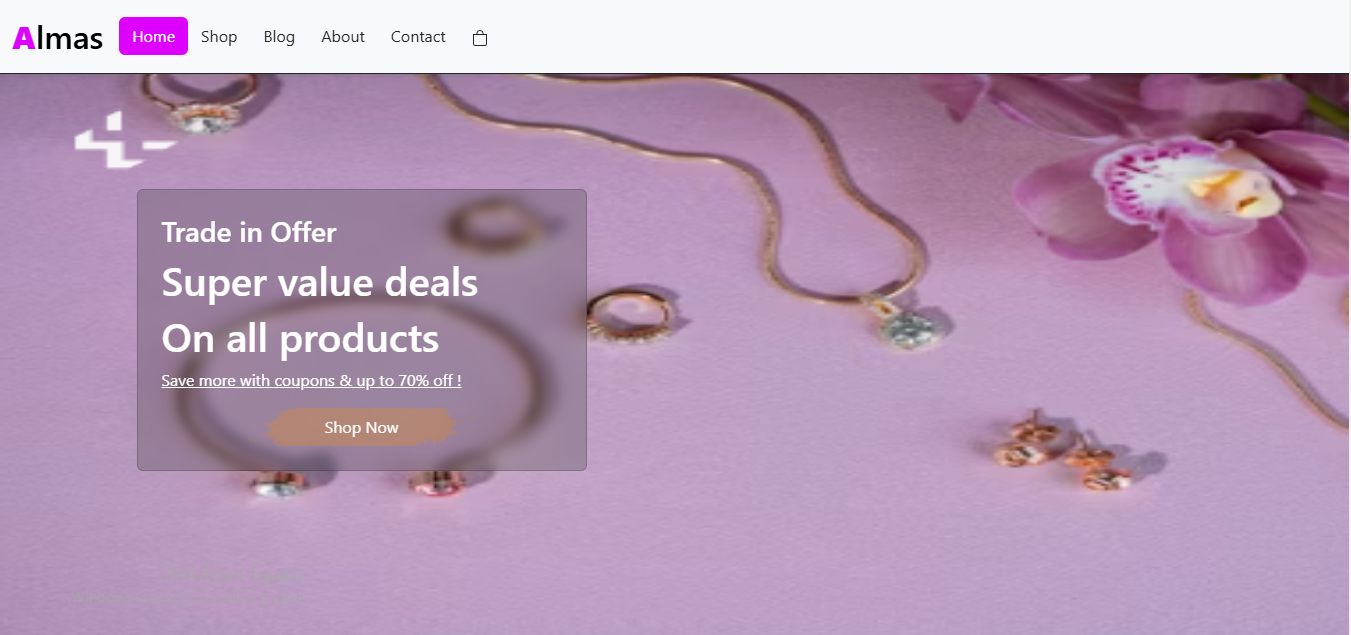 Almas Home Shop Blog About Contact
Trade in Offer
Super value deals
On all products
Save more with coupons & up to 70% off !
Shop Now